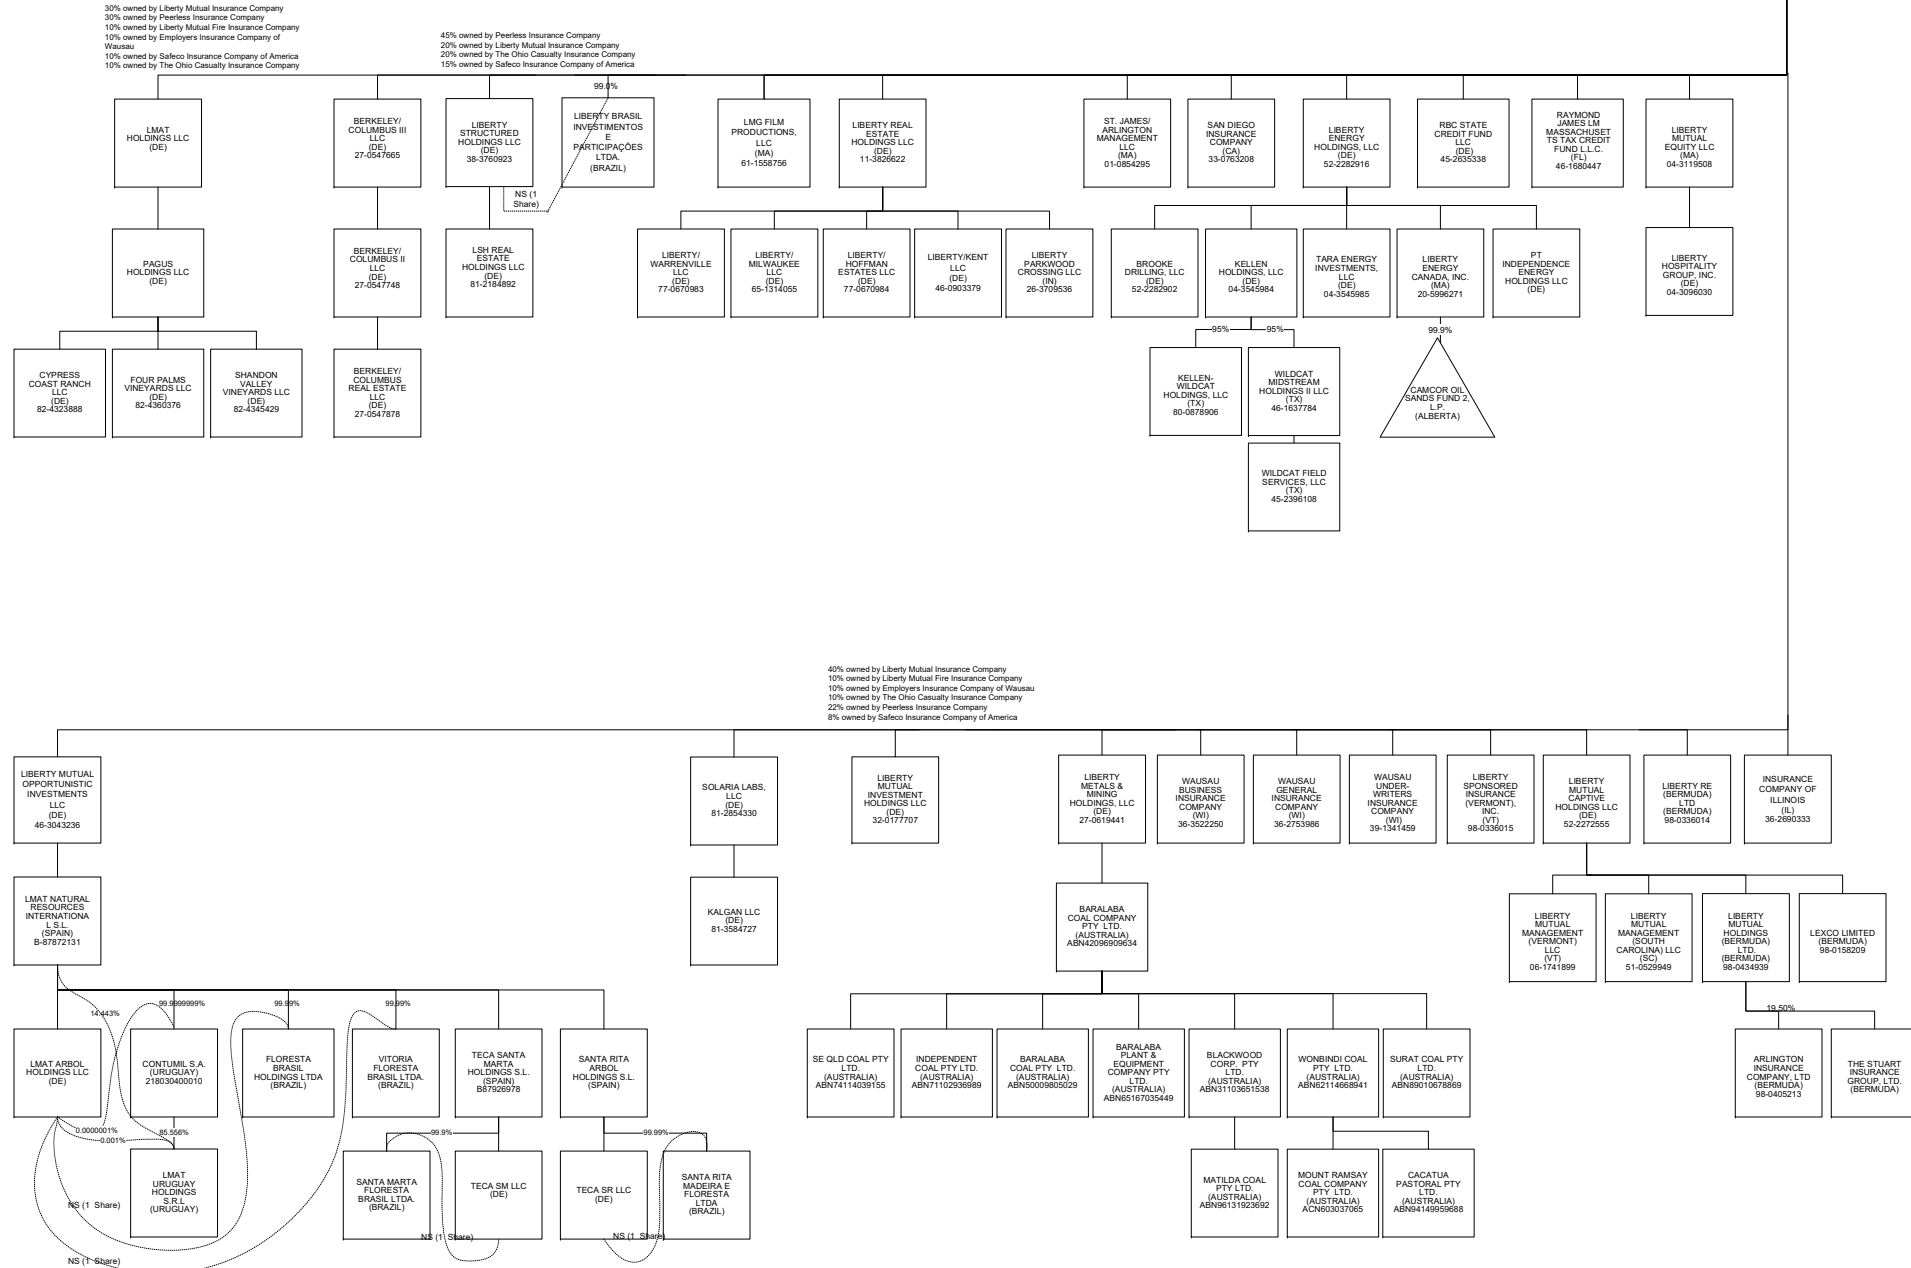 30% owned by Liberty Mutual Insurance Company
30% owned by Peerless Insurance Company
10% owned by Liberty Mutual Fire Insurance Company
10% owned by Employers Insurance Company of
Wausau
10% owned by Safeco Insurance Company of America
10% owned by The Ohio Casualty Insurance Company
45% owned by Peerless Insurance Company
20% owned by Liberty Mutual Insurance Company
20% owned by The Ohio Casualty Insurance Company
15% owned by Safeco Insurance Company of America
LMAT
HOLDINGS LLC
(DE)
BERKELEY/
COLUMBUS III
LLC
(DE)
27-0547665
LIBERTY
STRUCTURED
HOLDINGS LLC
(DE)
38-3760923
99.0%
LIBERTY BRASIL
INVESTIMENTOS
E
PARTICIPAÇÕES
LTDA.
(BRAZIL)
LMG FILM
PRODUCTIONS,
LLC
(MA)
61-1558756
LIBERTY REAL
ESTATE
HOLDINGS LLC
(DE)
11-3826622
ST. JAMES/
ARLINGTON
MANAGEMENT
LLC
(MA)
01-0854295
SAN DIEGO
INSURANCE
COMPANY
(CA)
33-0763208
LIBERTY
ENERGY
HOLDINGS, LLC
(DE)
52-2282916
RBC STATE
CREDIT FUND
LLC
(DE)
45-2635338
RAYMOND
JAMES LM
MASSACHUSET
TS TAX CREDIT
FUND L.L.C.
(FL)
46-1680447
LIBERTY
MUTUAL
EQUITY LLC
(MA)
04-3119508
NS (1
Share)
PAGUS
HOLDINGS LLC
(DE)
BERKELEY/
COLUMBUS II
LLC
(DE)
27-0547748
LSH REAL
ESTATE
HOLDINGS LLC
(DE)
81-2184892
LIBERTY/
WARRENVILLE
LLC
(DE)
77-0670983
LIBERTY/
MILWAUKEE
LLC
(DE)
65-1314055
LIBERTY/
HOFFMAN
ESTATES LLC
(DE)
77-0670984
LIBERTY/KENT
LLC
(DE)
46-0903379
LIBERTY
PARKWOOD
CROSSING LLC
(IN)
26-3709536
BROOKE
DRILLING, LLC
(DE)
52-2282902
KELLEN
HOLDINGS, LLC
(DE)
04-3545984
TARA ENERGY
INVESTMENTS,
LLC
(DE)
04-3545985
LIBERTY
ENERGY
CANADA, INC.
(MA)
20-5996271
PT
INDEPENDENCE
ENERGY
HOLDINGS LLC
(DE)
LIBERTY
HOSPITALITY
GROUP, INC.
(DE)
04-3096030
95%
95%
99.9%
CYPRESS
COAST RANCH
LLC
(DE)
82-4323888
FOUR PALMS
VINEYARDS LLC
(DE)
82-4360376
SHANDON
VALLEY
VINEYARDS LLC
(DE)
82-4345429
BERKELEY/
COLUMBUS
REAL ESTATE
LLC
(DE)
27-0547878
KELLEN-
WILDCAT
HOLDINGS, LLC
(TX)
80-0878906
WILDCAT
MIDSTREAM
HOLDINGS II LLC
(TX)
46-1637784
CAMCOR OIL
SANDS FUND 2,
L.P.
(ALBERTA)
WILDCAT FIELD
SERVICES, LLC
(TX)
45-2396108
40% owned by Liberty Mutual Insurance Company
10% owned by Liberty Mutual Fire Insurance Company
10% owned by Employers Insurance Company of Wausau
10% owned by The Ohio Casualty Insurance Company
22% owned by Peerless Insurance Company
8% owned by Safeco Insurance Company of America
LIBERTY MUTUAL
OPPORTUNISTIC
INVESTMENTS
LLC
(DE)
46-3043236
SOLARIA LABS,
LLC
(DE)
81-2854330
LIBERTY
MUTUAL
INVESTMENT
HOLDINGS LLC
(DE)
32-0177707
LIBERTY
METALS &
MINING
HOLDINGS, LLC
(DE)
27-0619441
WAUSAU
BUSINESS
INSURANCE
COMPANY
(WI)
36-3522250
WAUSAU
GENERAL
INSURANCE
COMPANY
(WI)
36-2753986
WAUSAU
UNDER-
WRITERS
INSURANCE
COMPANY
(WI)
39-1341459
LIBERTY
SPONSORED
INSURANCE
(VERMONT),
INC.
(VT)
98-0336015
LIBERTY
MUTUAL
CAPTIVE
HOLDINGS LLC
(DE)
52-2272555
LIBERTY RE
(BERMUDA)
LTD
(BERMUDA)
98-0336014
INSURANCE
COMPANY OF
ILLINOIS
(IL)
36-2690333
LMAT NATURAL
RESOURCES
INTERNATIONA
L S.L.
(SPAIN)
B-87872131
KALGAN LLC
(DE)
81-3584727
BARALABA
COAL COMPANY
PTY LTD.
(AUSTRALIA)
ABN42096909634
LIBERTY
MUTUAL
MANAGEMENT
(VERMONT)
LLC
(VT)
06-1741899
LIBERTY
MUTUAL
MANAGEMENT
(SOUTH
CAROLINA) LLC
(SC)
51-0529949
LIBERTY
MUTUAL
HOLDINGS
(BERMUDA)
LTD.
(BERMUDA)
98-0434939
LEXCO LIMITED
(BERMUDA)
98-0158209
14.443%
99.9999999%
99.99%
99.99%
19.50%
LMAT ARBOL
HOLDINGS LLC
(DE)
CONTUMIL S.A.
(URUGUAY)
218030400010
FLORESTA
BRASIL
HOLDINGS LTDA
(BRAZIL)
VITORIA
FLORESTA
BRASIL LTDA.
(BRAZIL)
TECA SANTA
MARTA
HOLDINGS S.L.
(SPAIN)
B87926978
SANTA RITA
ARBOL
HOLDINGS S.L.
(SPAIN)
SE QLD COAL PTY
LTD.
(AUSTRALIA)
ABN74114039155
INDEPENDENT
COAL PTY LTD.
(AUSTRALIA)
ABN71102936989
BARALABA
COAL PTY LTD.
(AUSTRALIA)
ABN50009805029
BARALABA
PLANT &
EQUIPMENT
COMPANY PTY
LTD.
(AUSTRALIA)
ABN65167035449
BLACKWOOD
CORP. PTY
LTD.
(AUSTRALIA)
ABN31103651538
WONBINDI COAL
PTY LTD.
(AUSTRALIA)
ABN62114668941
SURAT COAL PTY
LTD.
(AUSTRALIA)
ABN89010678869
ARLINGTON
INSURANCE
COMPANY, LTD
(BERMUDA)
98-0405213
THE STUART
INSURANCE
GROUP, LTD.
(BERMUDA)
0.0000001%
0.001%
85.556%
99.9%
99.99%
LMAT
URUGUAY
HOLDINGS
S.R.L
(URUGUAY)
SANTA MARTA
FLORESTA
BRASIL LTDA.
(BRAZIL)
TECA SM LLC
(DE)
TECA SR LLC
(DE)
SANTA RITA
MADEIRA E
FLORESTA
LTDA
(BRAZIL)
MATILDA COAL
PTY LTD.
(AUSTRALIA)
ABN96131923692
MOUNT RAMSAY
COAL COMPANY
PTY LTD.
(AUSTRALIA)
ACN603037065
CACATUA
PASTORAL PTY
LTD.
(AUSTRALIA)
ABN94149959688
NS (1 Share)
NS (1 Share)
NS (1 Share)
NS (1 Share)